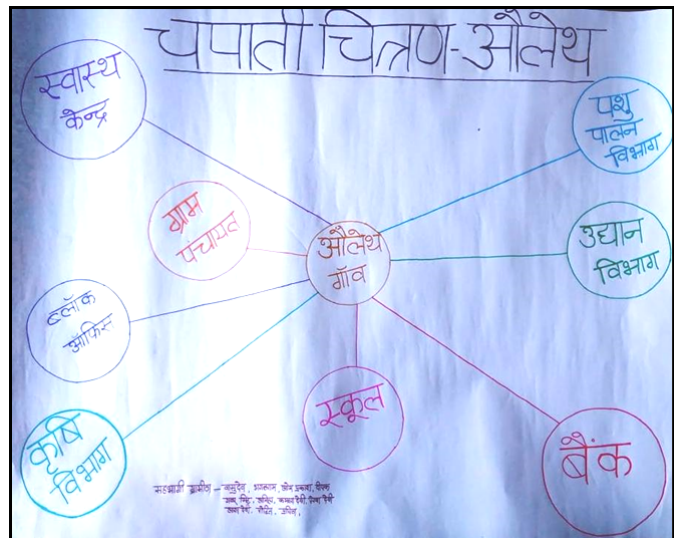 चपाती चित्रण-औलेथ
स्वास्थ
केन्द्र
पशु
पालन
विभाग
ग्राम
पंचायत
औलेथ
गॉव
उद्यान
विभाग
ब्लॉक
ऑफिस
स्कूल
कृषि
विभाग
बैंक